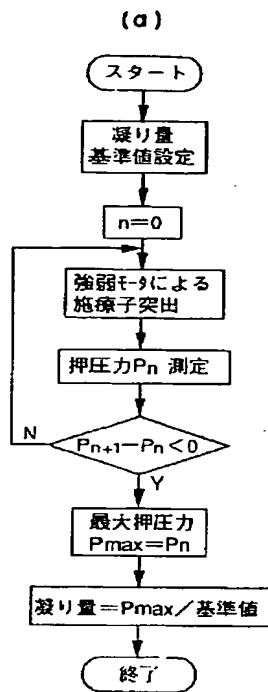 (a)
スタート
凝り量
基準値設定
n=0
強弱モータによる
施療子突出
押圧力Pn 測定
N
Pn+1−Pn<0
Y
最大押圧力
Pmax=Pn
凝り量=Pmax/基準値
終了